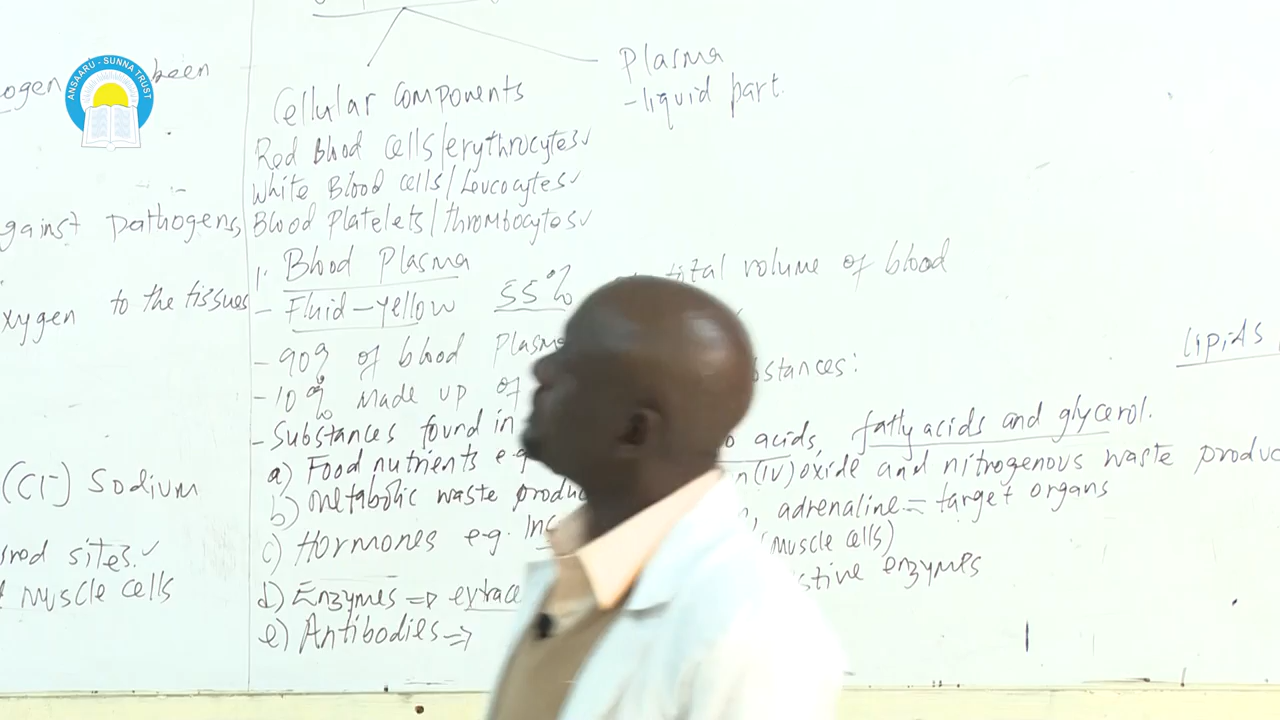 ANSAARU - SUNNA TRUST
ogen been
gainst pathogens,
xygen to the tissues
(Cl-) Sodium
sites.
muscle cells
Plasma
-liquid part.
Cellular components
Red Blood cells/erythrocytes
White Blood cells/Leucocytes
Blood Platelets/thrombocytes
1. Blood Plasma
- Fluid-yellow 55% total volume of blood
- 90% of blood Plasm
- 10% made up of bstances:
- Substances found in
a) Food nutrients eg o acids, fatty acids and glycerol.
b) Metabolic waste produc n(IV)oxide and nitrogenous waste produc
c) Hormones e.g. Ins , adrenaline = target organs
(muscle cells)
d) Enzymes => extrace stive enzymes
e) Antibodies =>
lipids